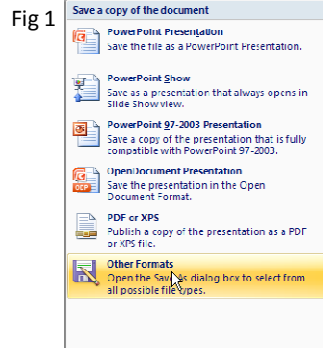 Fig 1
Save a copy of the document
PowerPoint Presentation
Save the file as a PowerPoint Presentation.
PowerPoint Show
Save as a presentation that always opens in
Slide Show view.
PowerPoint 97-2003 Presentation
Save a copy of the presentation that is fully
compatible with PowerPoint 97-2003.
OpenDocument Presentation
Save the presentation in the Open
Document Format.
PDF or XPS
Publish a copy of the presentation as a PDF
or XPS file.
Other Formats
Open the Save As dialog box to select from
all possible file types.